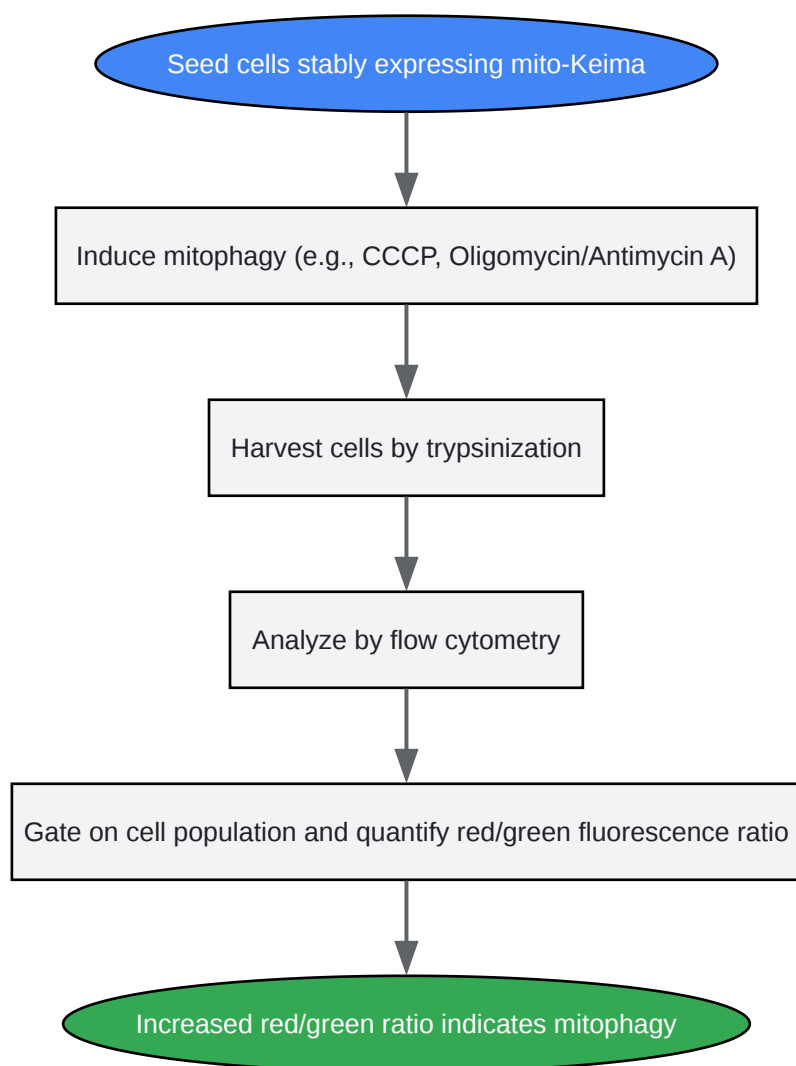 Seed cells stably expressing mito-Keima
Induce mitophagy (e.g., CCCP, Oligomycin/Antimycin A)
Harvest cells by trypsinization
Analyze by flow cytometry
Gate on cell population and quantify red/green fluorescence ratio
Increased red/green ratio indicates mitophagy